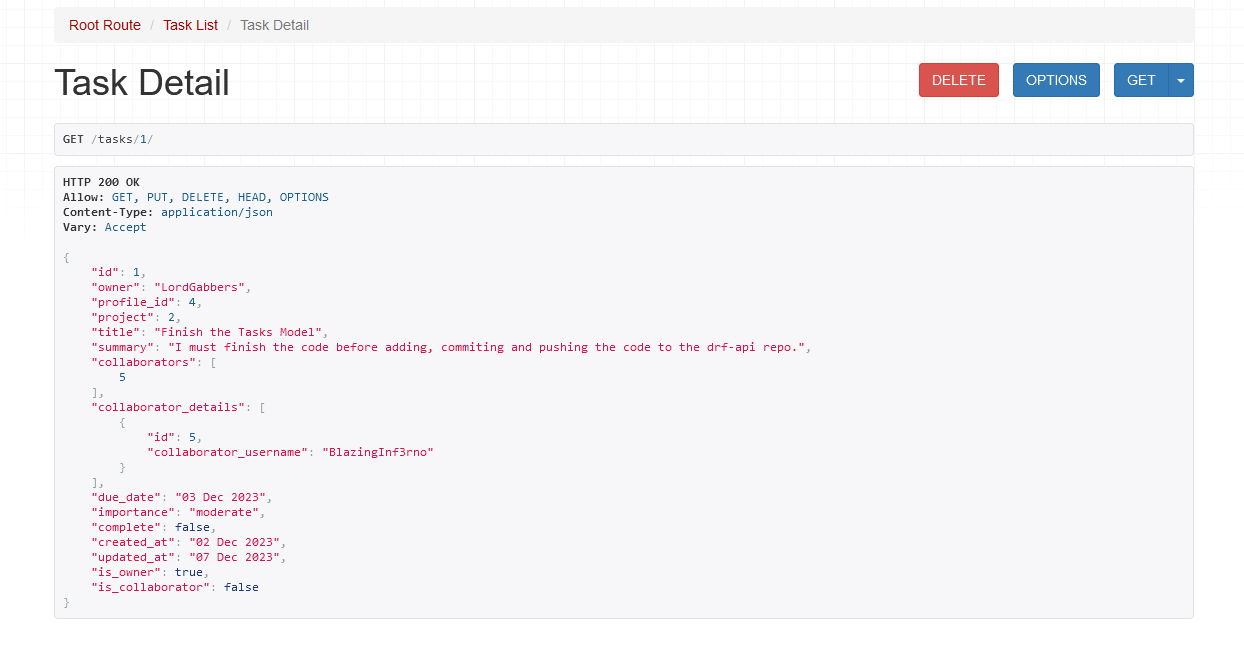 Root Route / Task List / Task Detail
Task Detail
DELETE OPTIONS GET
GET /tasks/1/
HTTP 200 OK
Allow: GET, PUT, DELETE, HEAD, OPTIONS
Content-Type: application/json
Vary: Accept
{
    "id": 1,
    "owner": "LordGabbers",
    "profile_id": 4,
    "project": 2,
    "title": "Finish the Tasks Model",
    "summary": "I must finish the code before adding, commiting and pushing the code to the drf-api repo.",
    "collaborators": [
        5
    ],
    "collaborator_details": [
        {
            "id": 5,
            "collaborator_username": "BlazingInf3rno"
        }
    ],
    "due_date": "03 Dec 2023",
    "importance": "moderate",
    "complete": false,
    "created_at": "02 Dec 2023",
    "updated_at": "07 Dec 2023",
    "is_owner": true,
    "is_collaborator": false
}